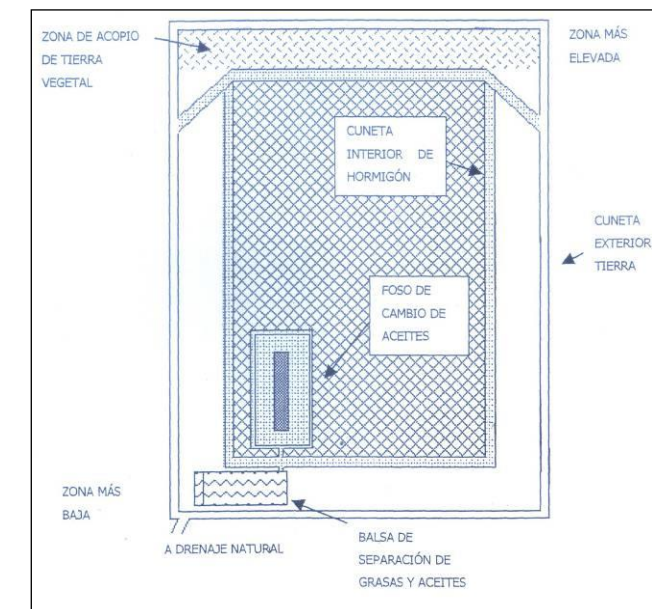 ZONA DE ACOPIO
DE TIERRA
VEGETAL
ZONA MÁS
ELEVADA
CUNETA
INTERIOR DE
HORMIGÓN
CUNETA
EXTERIOR
TIERRA
FOSO DE
CAMBIO DE
ACEITES
ZONA MÁS
BAJA
A DRENAJE NATURAL
BALSA DE
SEPARACIÓN DE
GRASAS Y ACEITES